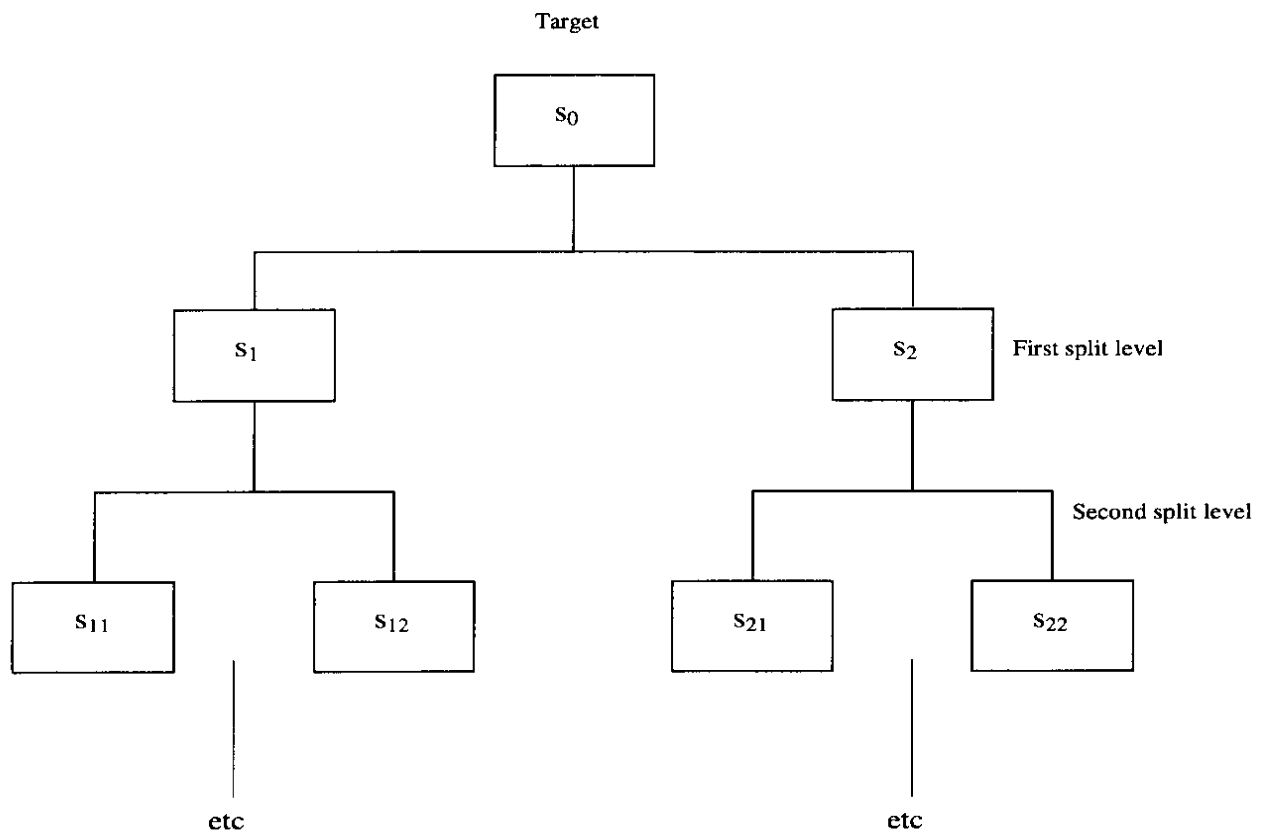 Target
s0
s1
s2
First split level
Second split level
s11
s12
s21
s22
etc
etc